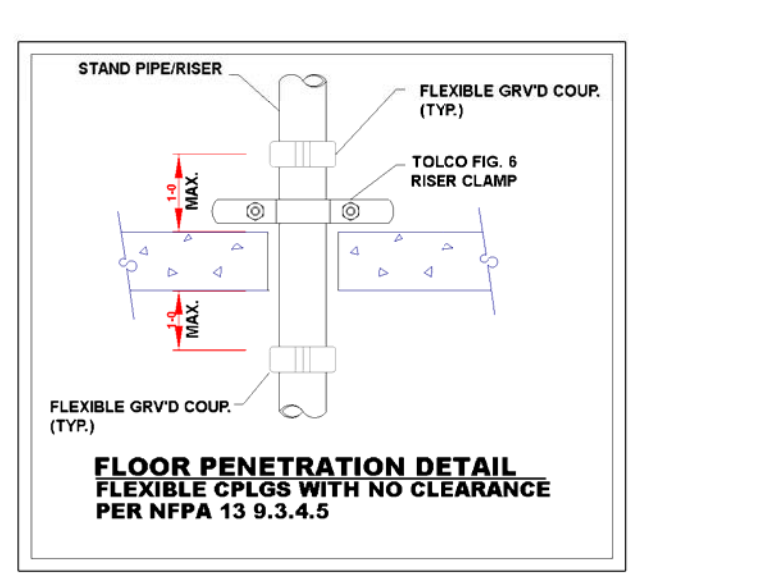 STAND PIPE/RISER
FLEXIBLE GRV'D COUP.
(TYP.)
TOLCO FIG. 6
RISER CLAMP
1-0
MAX.
1-0
MAX.
FLEXIBLE GRV'D COUP.
(TYP.)
FLOOR PENETRATION DETAIL
FLEXIBLE CPLGS WITH NO CLEARANCE
PER NFPA 13 9.3.4.5